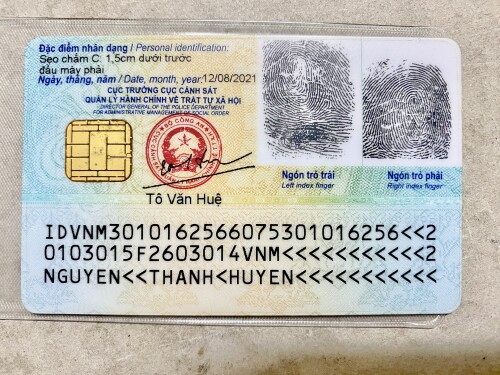 Đặc điểm nhân dạng / Personal identification:
Sẹo chấm C: 1,5cm dưới trước
đầu mày phải
Ngày, tháng, năm / Date, month, year: 12/08/2021
CỤC TRƯỞNG CỤC CẢNH SÁT
QUẢN LÝ HÀNH CHÍNH VỀ TRẬT TỰ XÃ HỘI
DIRECTOR GENERAL OF THE POLICE DEPARTMENT
FOR ADMINISTRATIVE MANAGEMENT OF SOCIAL ORDER
Tô Văn Huệ
Ngón trỏ trái
Left index finger
Ngón trỏ phải
Right index finger
IDVNM3010162566075301016256<<2
0103015F2603014VNM<<<<<<<<<<<2
NGUYEN<<THANH<HUYEN<<<<<<<<<<<